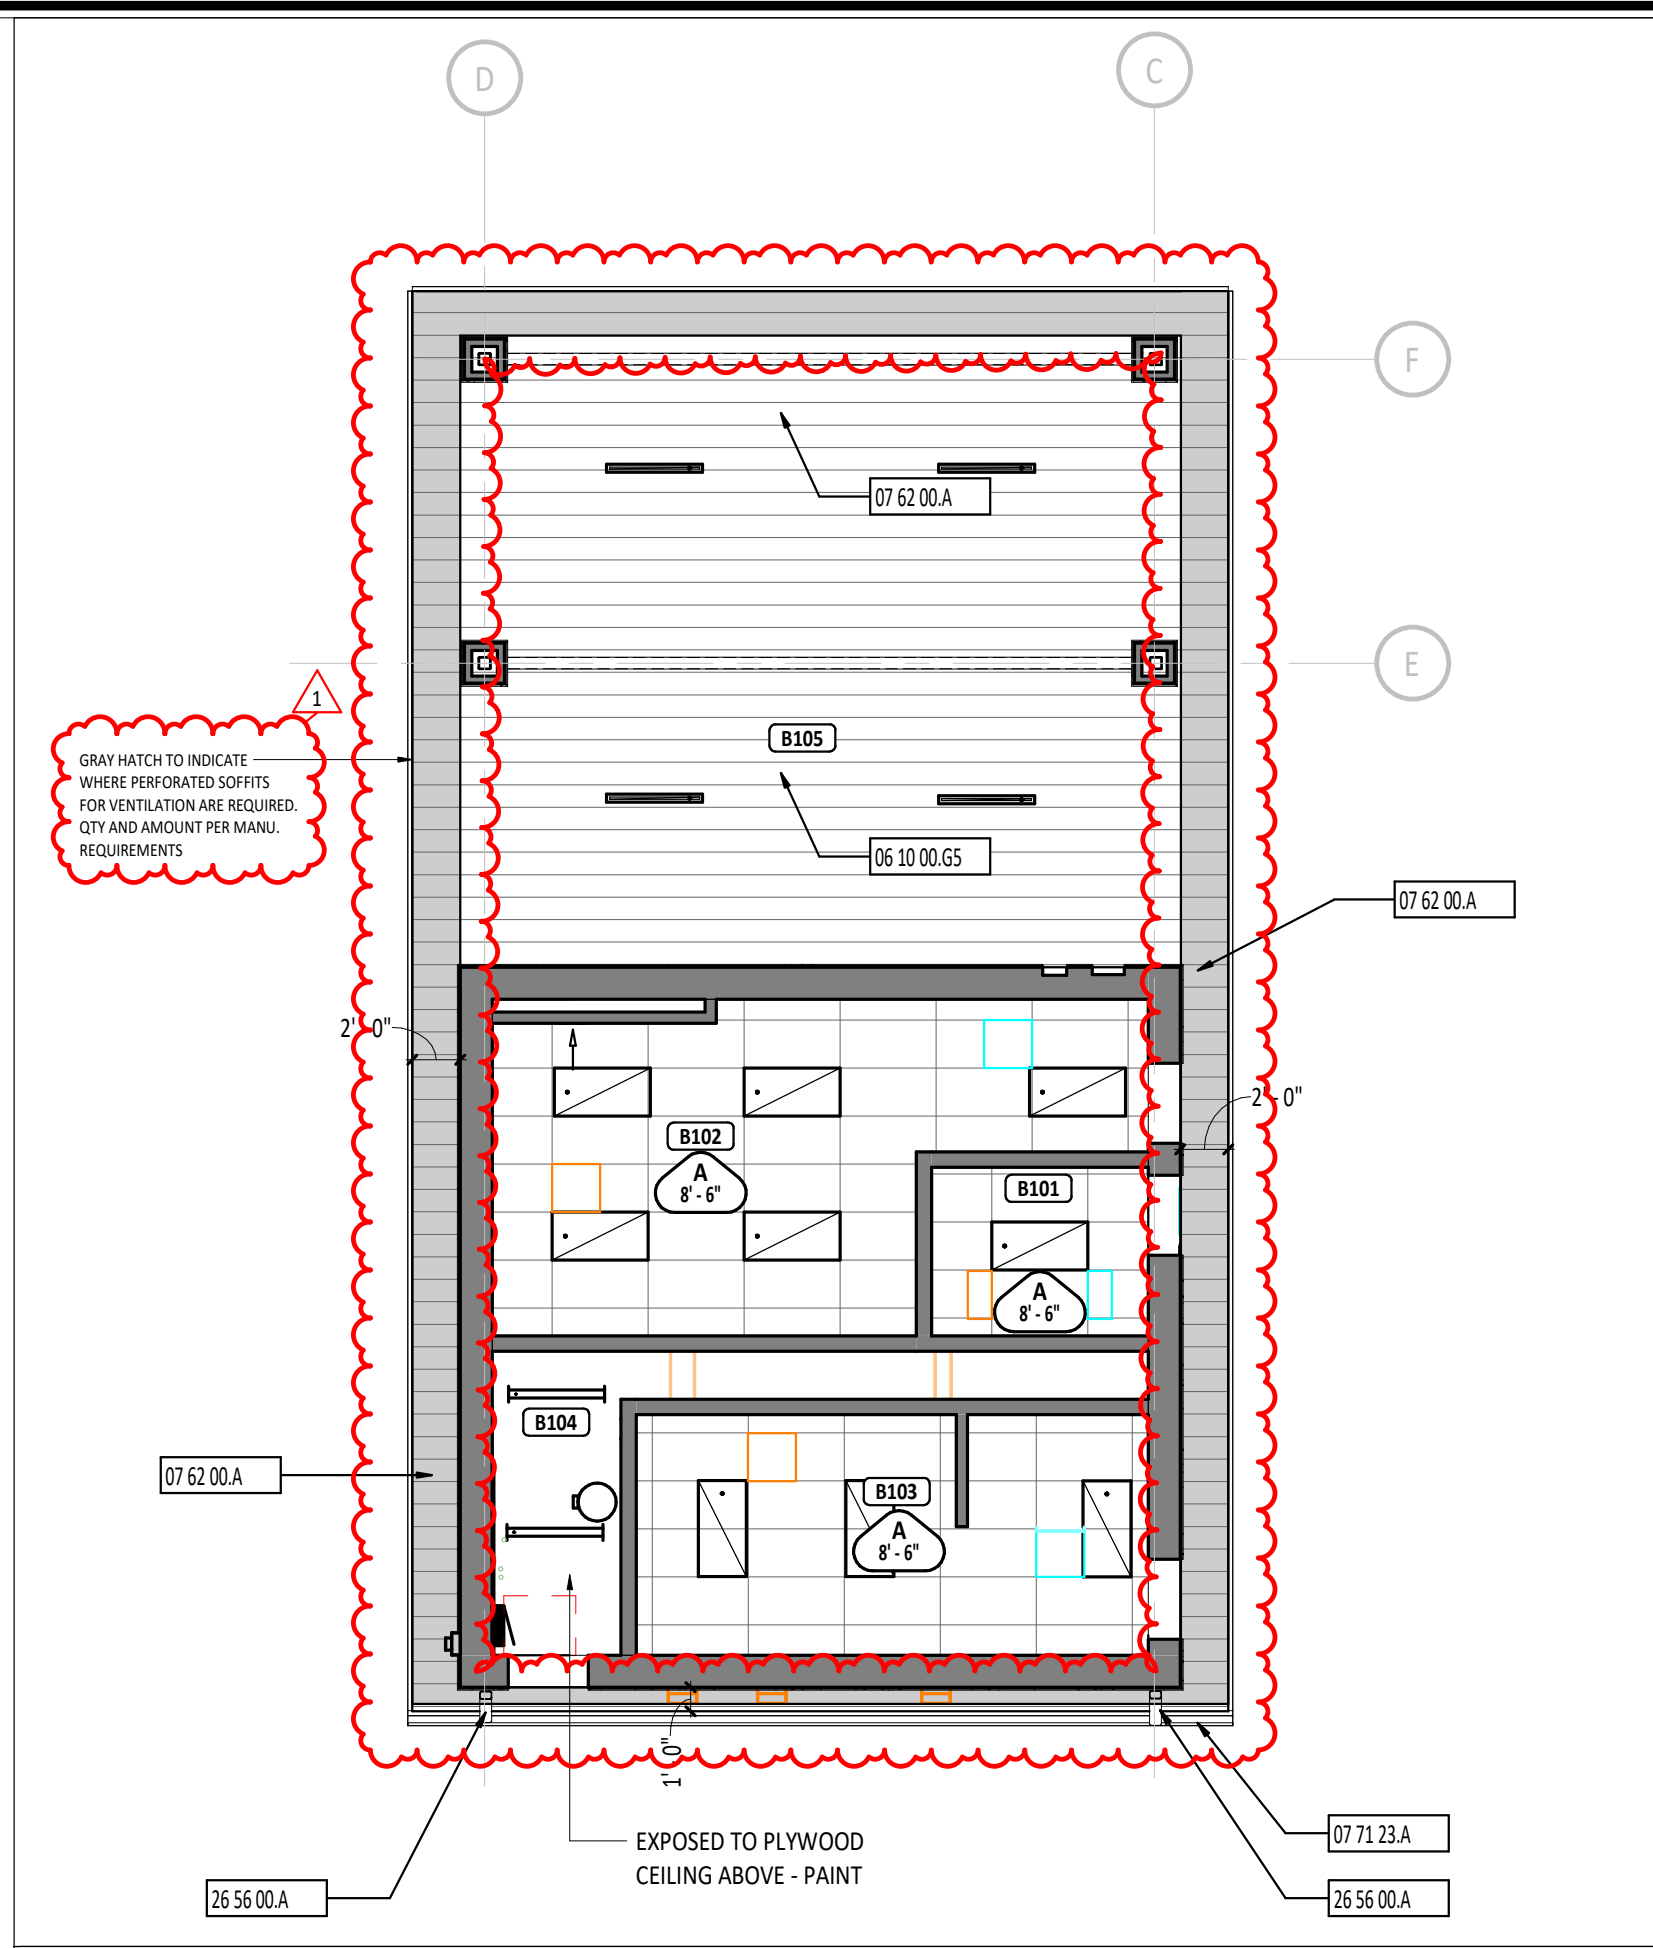 D
C
F
07 62 00.A
E
1
B105
GRAY HATCH TO INDICATE
WHERE PERFORATED SOFFITS
FOR VENTILATION ARE REQUIRED.
QTY AND AMOUNT PER MANU.
REQUIREMENTS
06 10 00.G5
07 62 00.A
2' - 0"
2' - 0"
B102
A
8' - 6"
B101
A
8' - 6"
B104
07 62 00.A
B103
A
8' - 6"
1' - 0"
EXPOSED TO PLYWOOD
CEILING ABOVE - PAINT
07 71 23.A
26 56 00.A
26 56 00.A